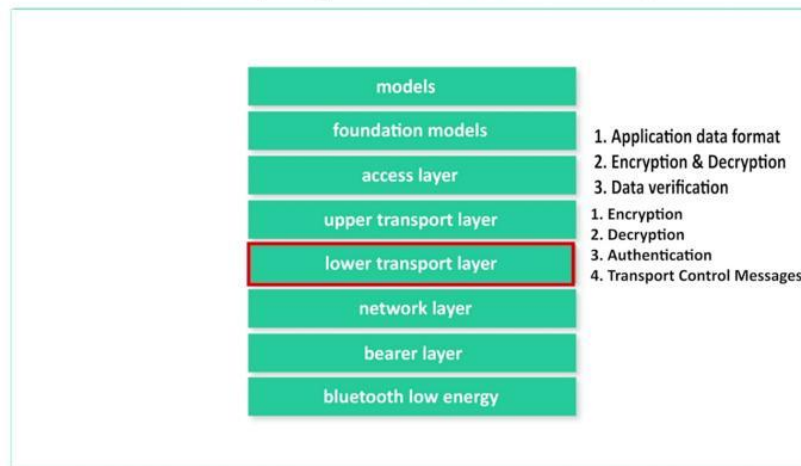 models
foundation models
access layer
upper transport layer
lower transport layer
network layer
bearer layer
bluetooth low energy
1. Application data format
2. Encryption & Decryption
3. Data verification
1. Encryption
2. Decryption
3. Authentication
4. Transport Control Messages